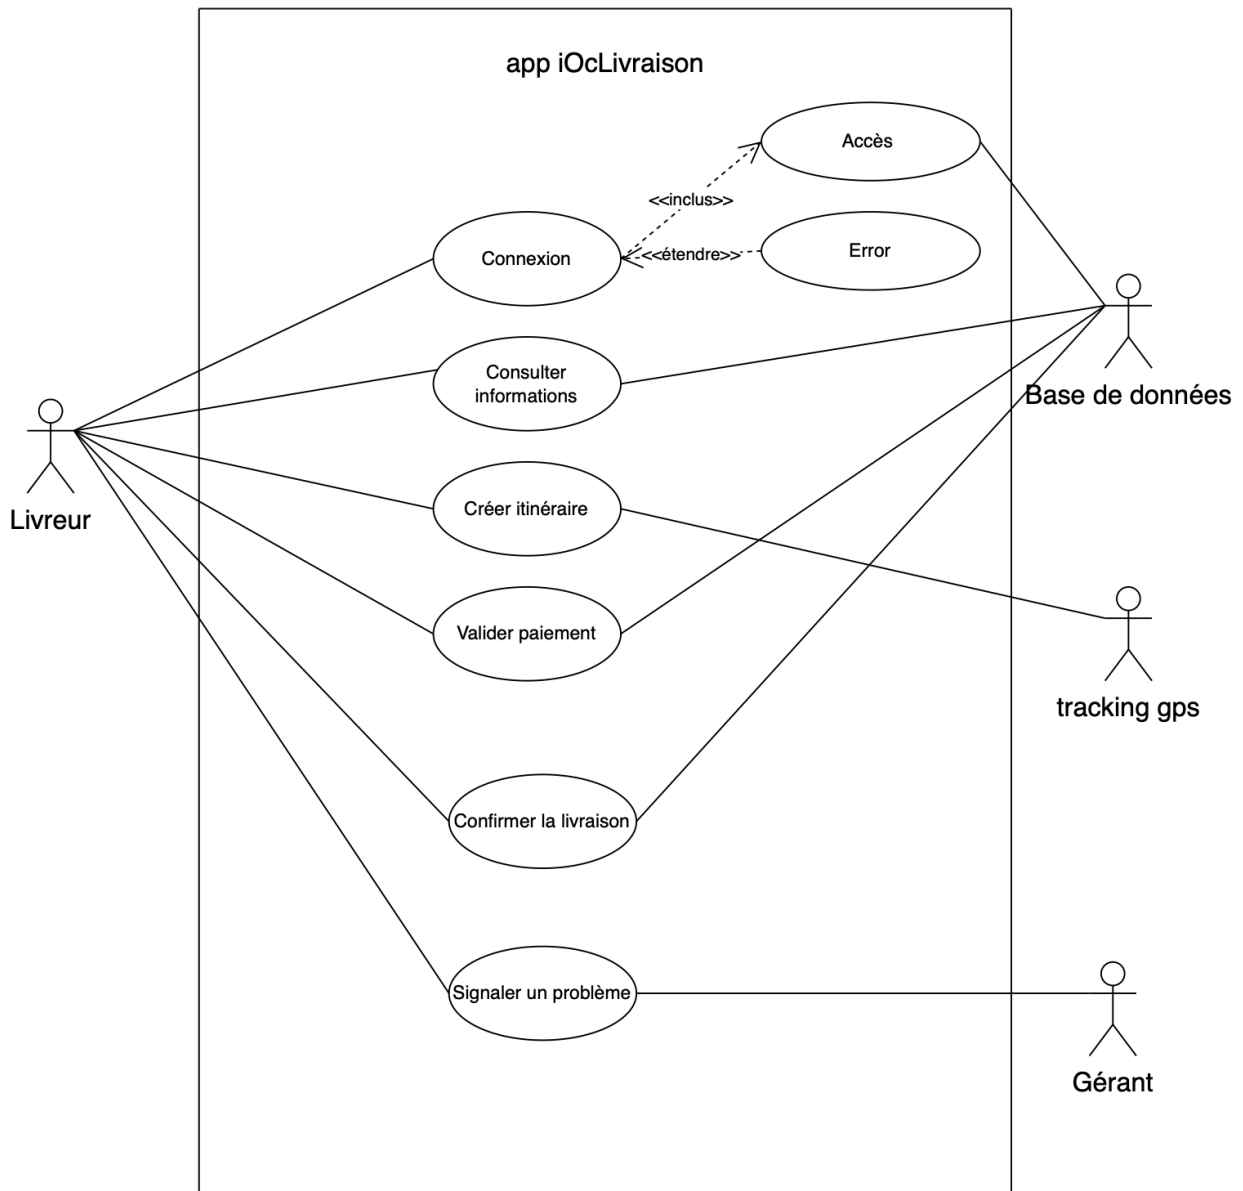 app iOcLivraison
Accès
<<inclus>>
Connexion
<<étendre>>
Error
Consulter
informations
Base de données
Livreur
Créer itinéraire
Valider paiement
tracking gps
Confirmer la livraison
Signaler un problème
Gérant